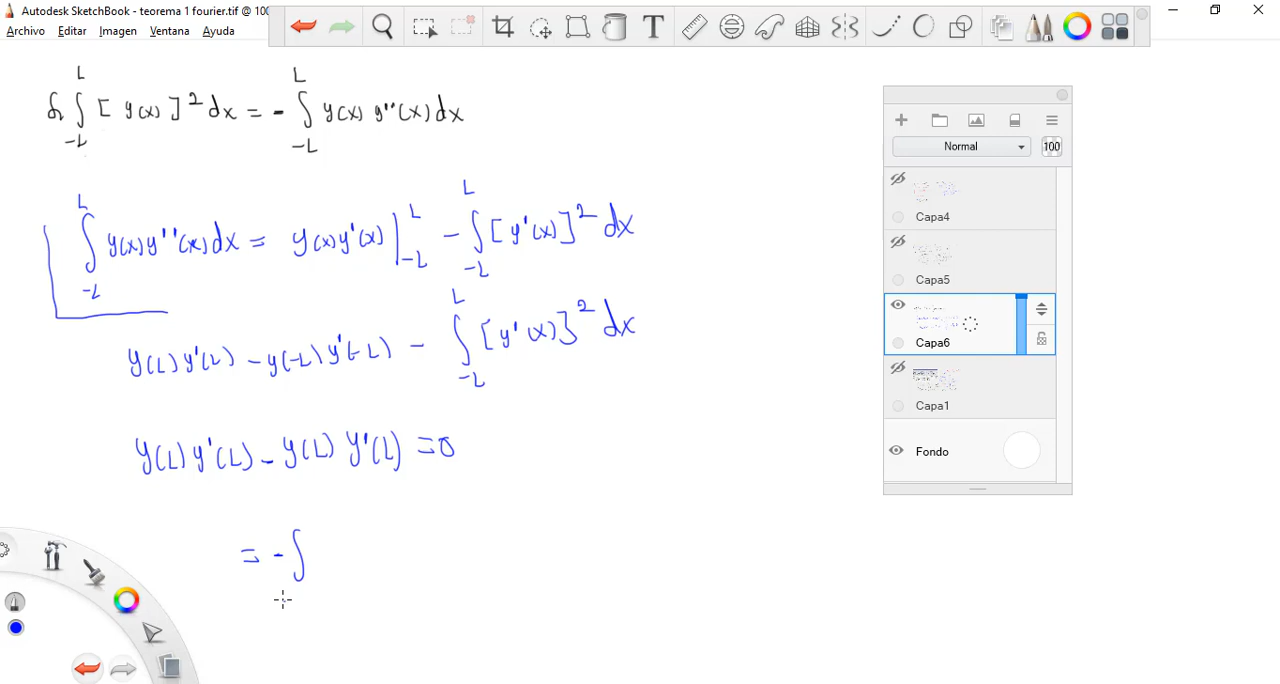 Autodesk SketchBook - teorema 1 fourier.tif @ 100
Archivo Editar Imagen Ventana Ayuda
∂ ∫_{-L}^{L} [ y(x) ]² dx = - ∫_{-L}^{L} y(x) y''(x) dx
∫_{-L}^{L} y(x) y''(x) dx = y(x) y'(x) |_{-L}^{L} - ∫_{-L}^{L} [ y'(x) ]² dx
y(L) y'(L) - y(-L) y'(-L) - ∫_{-L}^{L} [ y'(x) ]² dx
y(L) y'(L) - y(L) y'(L) = 0
= - ∫
Normal 100
Capa4
Capa5
Capa6
Capa1
Fondo